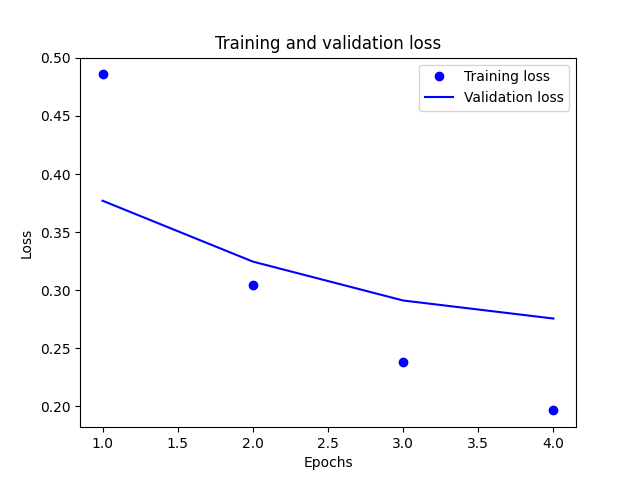 Training and validation loss
Training loss
Validation loss
0.50
0.45
0.40
0.35
0.30
0.25
0.20
Loss
1.0 1.5 2.0 2.5 3.0 3.5 4.0
Epochs